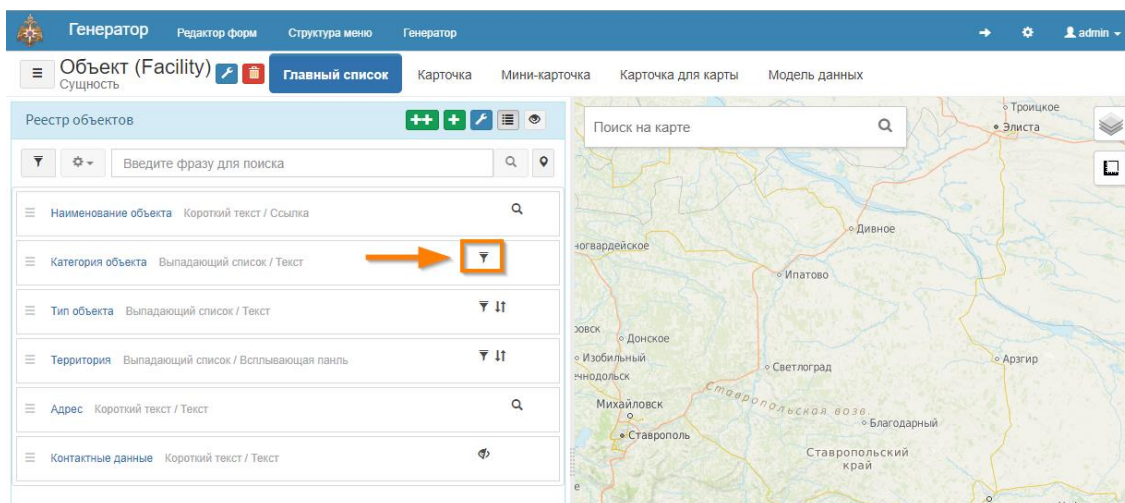 Генератор Редактор форм Структура меню Генератор admin
Объект (Facility)
Сущность
Главный список Карточка Мини-карточка Карточка для карты Модель данных
Реестр объектов
Введите фразу для поиска
Наименование объекта Короткий текст / Ссылка
Категория объекта Выпадающий список / Текст
Тип объекта Выпадающий список / Текст
Территория Выпадающий список / Всплывающая панль
Адрес Короткий текст / Текст
Контактные данные Короткий текст / Текст
Поиск на карте
Троицкое
Элиста
Дивное
ногвардейское
Ипатово
Донское
Изобильный
Светлоград
Арзгир
Михайловск
Ставропольская возв.
Благодарный
Ставрополь
Ставропольский
край